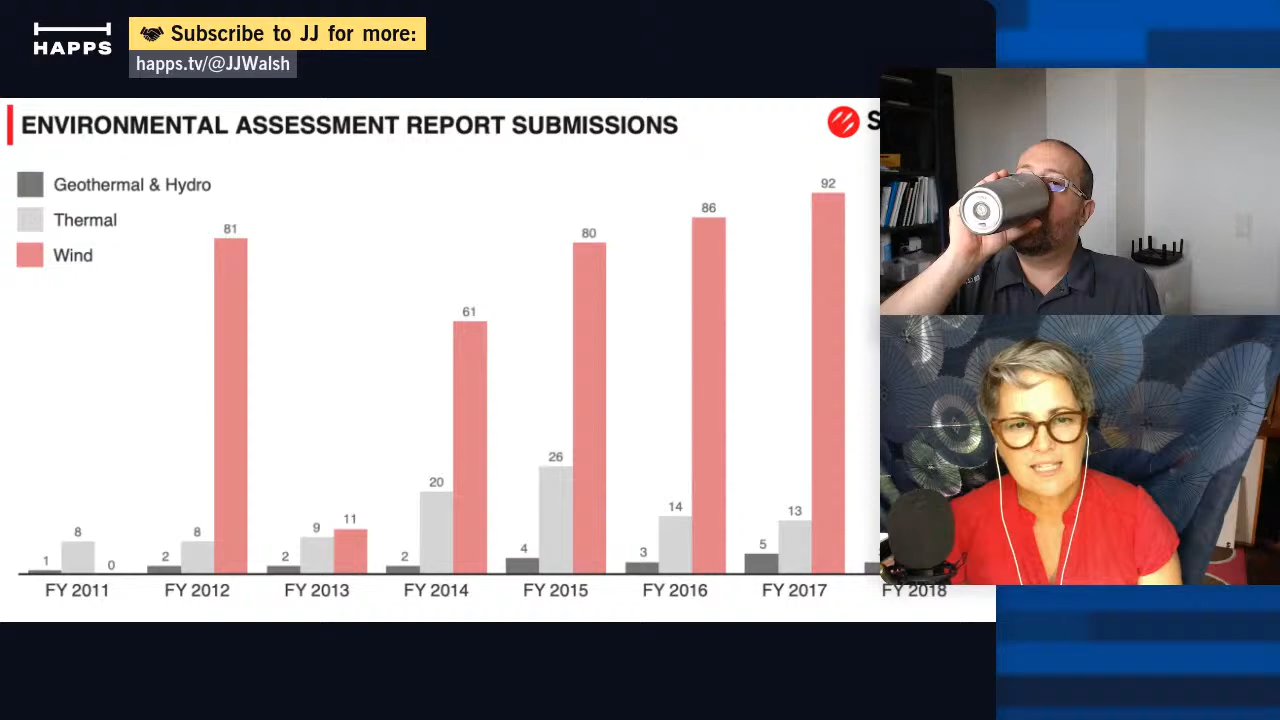 HAPPS
Subscribe to JJ for more:
happs.tv/@JJWalsh
ENVIRONMENTAL ASSESSMENT REPORT SUBMISSIONS
S
Geothermal & Hydro
Thermal
Wind
1 8 0
2 8 81
2 9 11
2 20 61
4 26 80
3 14 86
5 13 92
FY 2011 FY 2012 FY 2013 FY 2014 FY 2015 FY 2016 FY 2017 FY 2018